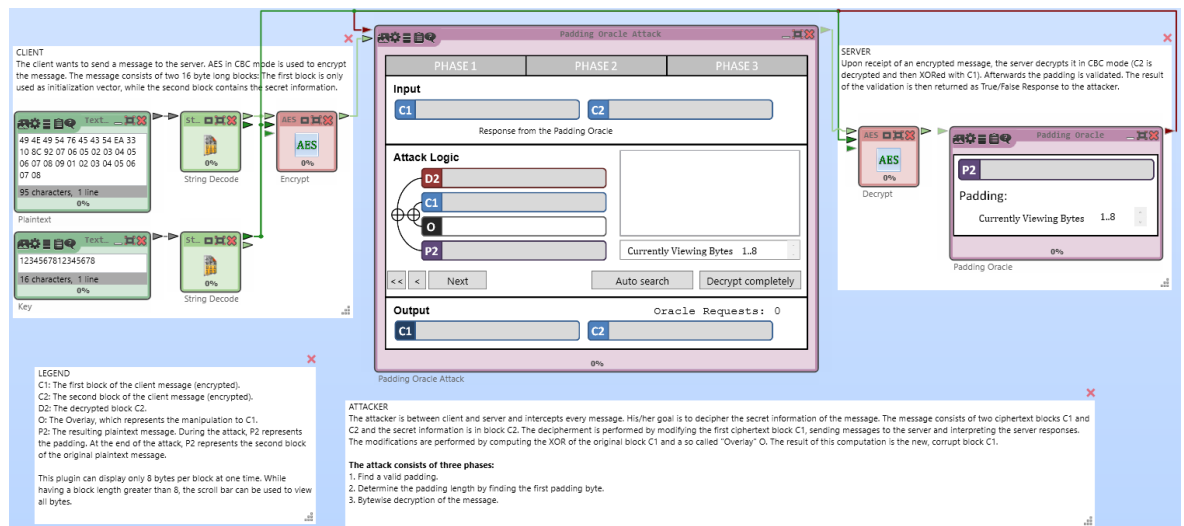 CLIENT
The client wants to send a message to the server. AES in CBC mode is used to encrypt
the message. The message consists of two 16 byte long blocks: The first block is only
used as initialization vector, while the second block contains the secret information.
Text...
49 4E 49 54 76 45 43 54 EA 33
10 8C 92 07 06 05 02 03 04 05
06 07 08 09 01 02 03 04 05 06
07 08
95 characters, 1 line
0%
Plaintext
St...
0%
String Decode
AES
AES
0%
Encrypt
Text...
1234567812345678
16 characters, 1 line
0%
Key
St...
0%
String Decode
Padding Oracle Attack
PHASE 1
PHASE 2
PHASE 3
Input
C1
C2
Response from the Padding Oracle
Attack Logic
D2
C1
O
P2
Currently Viewing Bytes 1..8
<<
<
Next
Auto search
Decrypt completely
Output
Oracle Requests: 0
C1
C2
0%
Padding Oracle Attack
SERVER
Upon receipt of an encrypted message, the server decrypts it in CBC mode (C2 is
decrypted and then XORed with C1). Afterwards the padding is validated. The result
of the validation is then returned as True/False Response to the attacker.
AES
AES
0%
Decrypt
Padding Oracle
P2
Padding:
Currently Viewing Bytes 1..8
0%
Padding Oracle
LEGEND
C1: The first block of the client message (encrypted).
C2: The second block of the client message (encrypted).
D2: The decrypted block C2.
O: The Overlay, which represents the manipulation to C1.
P2: The resulting plaintext message. During the attack, P2 represents
the padding. At the end of the attack, P2 represents the second block
of the original plaintext message.
This plugin can display only 8 bytes per block at one time. While
having a block length greater than 8, the scroll bar can be used to view
all bytes.
ATTACKER
The attacker is between client and server and intercepts every message. His/her goal is to decipher the secret information of the message. The message consists of two ciphertext blocks C1 and
C2 and the secret information is in block C2. The decipherment is performed by modifying the first ciphertext block C1, sending messages to the server and interpreting the server responses.
The modifications are performed by computing the XOR of the original block C1 and a so called "Overlay" O. The result of this computation is the new, corrupt block C1.
The attack consists of three phases:
1. Find a valid padding.
2. Determine the padding length by finding the first padding byte.
3. Bytewise decryption of the message.